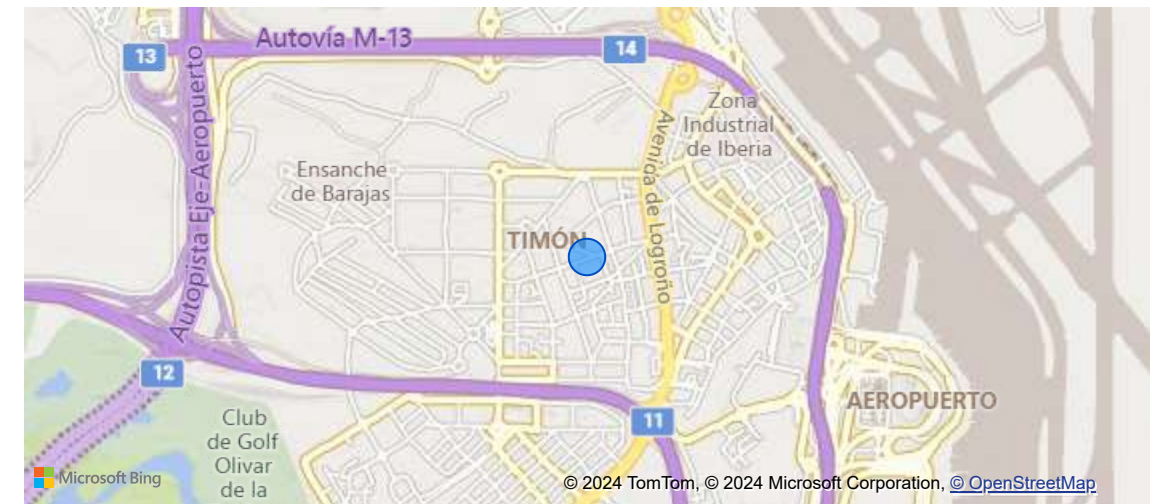 Autovía M-13
13
14
Autopista Eje-Aeropuerto
Zona
Industrial
de Iberia
Avenida de Logroño
Ensanche
de Barajas
TIMÓN
12
11
AEROPUERTO
Club
de Golf
Olivar
de la
Microsoft Bing
© 2024 TomTom, © 2024 Microsoft Corporation, © OpenStreetMap